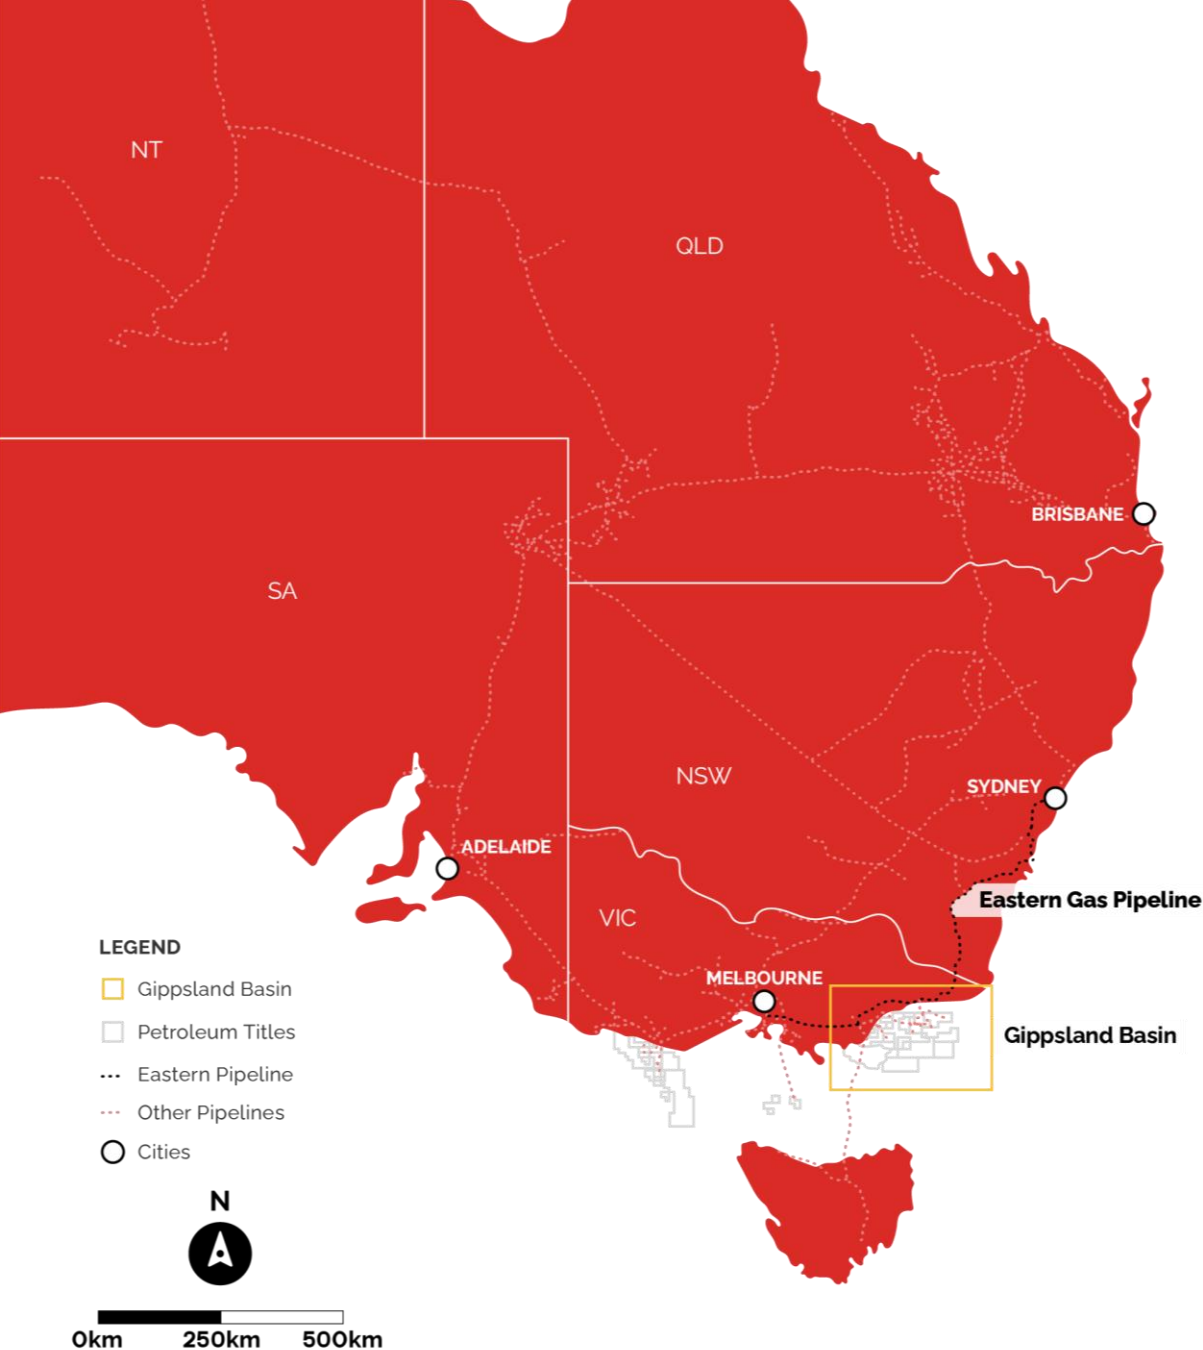 NT
QLD
BRISBANE
SA
NSW
SYDNEY
ADELAIDE
Eastern Gas Pipeline
VIC
MELBOURNE
Gippsland Basin
LEGEND
Gippsland Basin
Petroleum Titles
Eastern Pipeline
Other Pipelines
Cities
N
0km 250km 500km